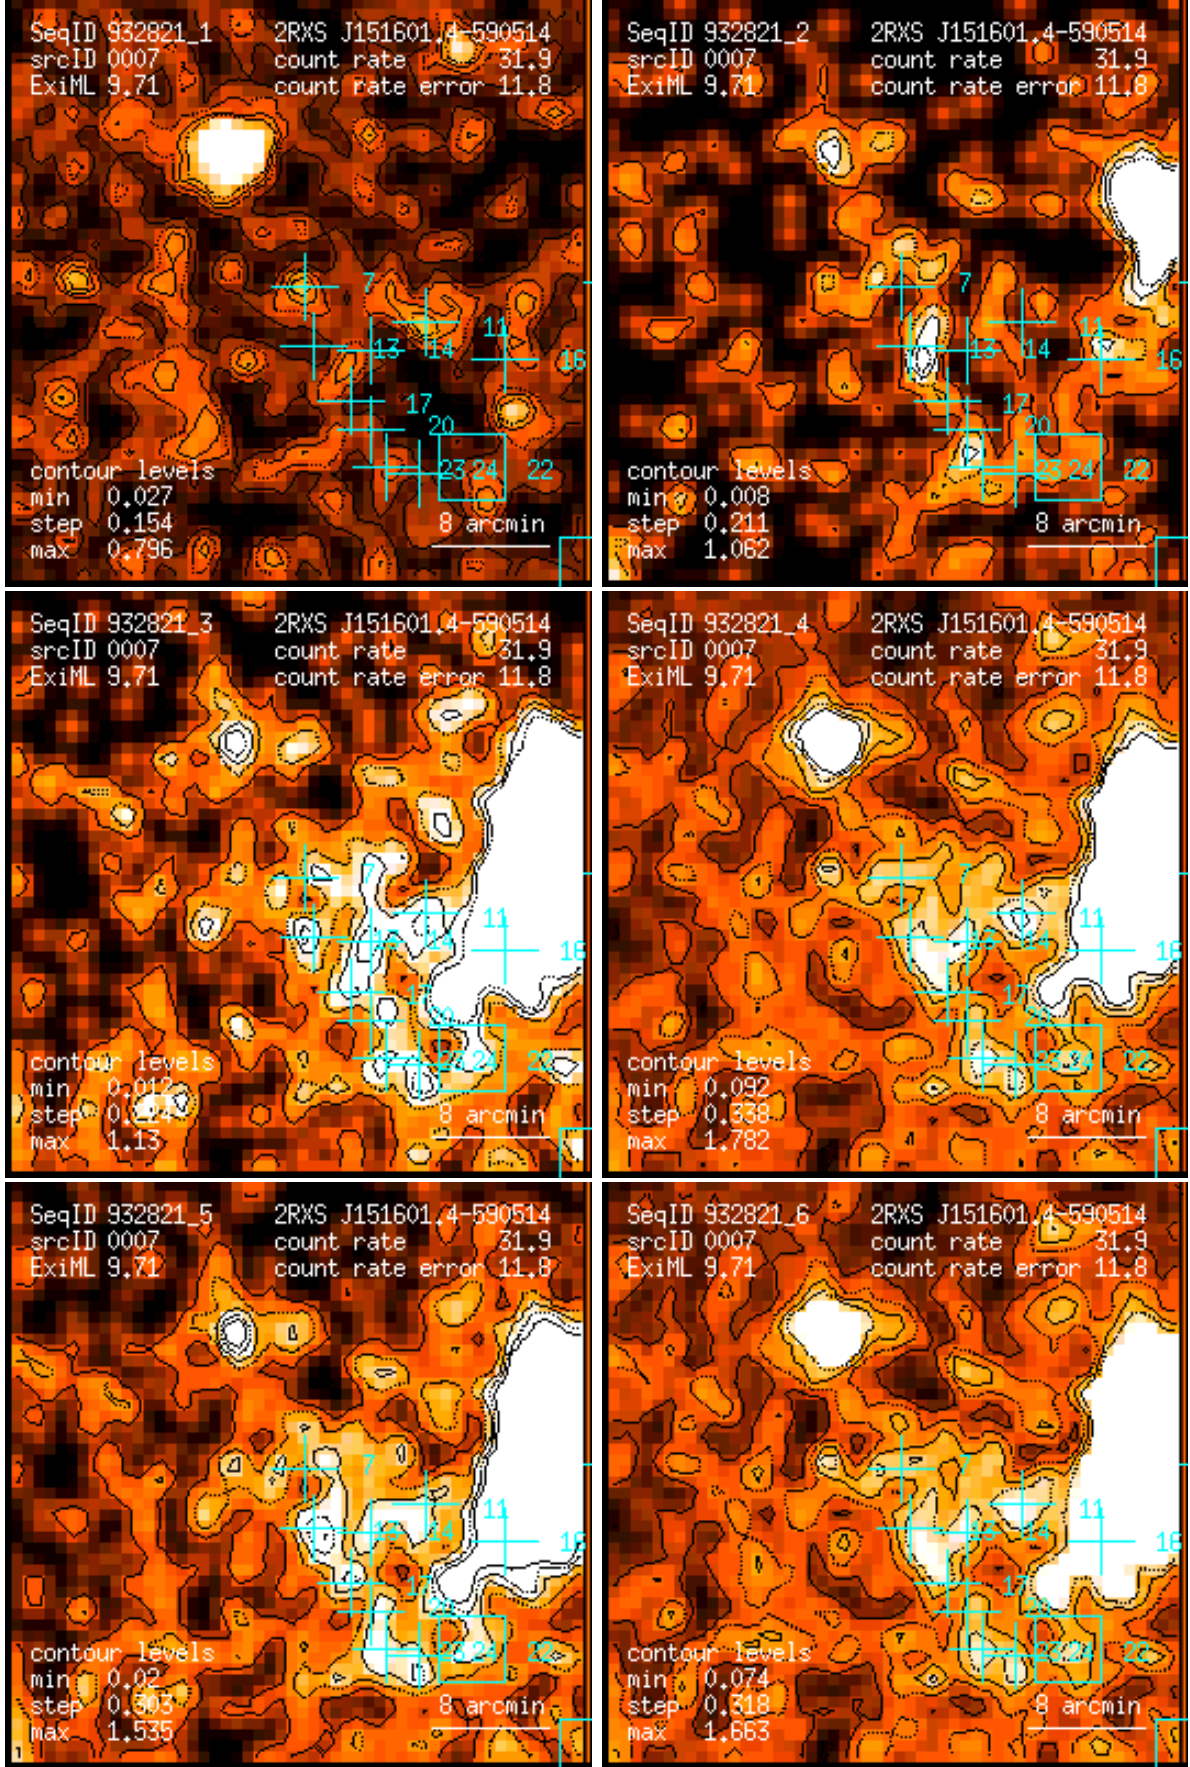 SeqID 932821_1 2RXS J151601.4-590514
srcID 0007 count rate 31.9
ExiML 9.71 count rate error 11.8
7
11
13 14 16
17
20
23 24 22
contour levels
min 0.027
step 0.154 8 arcmin
max 0.796
SeqID 932821_2 2RXS J151601.4-590514
srcID 0007 count rate 31.9
ExiML 9.71 count rate error 11.8
7
11
13 14 16
17
20
23 24 22
contour levels
min 0.008
step 0.211 8 arcmin
max 1.062
SeqID 932821_3 2RXS J151601.4-590514
srcID 0007 count rate 31.9
ExiML 9.71 count rate error 11.8
7
11
13 14 16
17
20
23 24 22
contour levels
min 0.012
step 8 arcmin
max 1.13
SeqID 932821_4 2RXS J151601.4-590514
srcID 0007 count rate 31.9
ExiML 9.71 count rate error 11.8
7
11
13 14 16
17
20
23 24 22
contour levels
min 0.092
step 0.338 8 arcmin
max 1.782
SeqID 932821_5 2RXS J151601.4-590514
srcID 0007 count rate 31.9
ExiML 9.71 count rate error 11.8
7
11
13 14 16
17
20
23 24 22
contour levels
min 0.02
step 0.303 8 arcmin
max 1.535
SeqID 932821_6 2RXS J151601.4-590514
srcID 0007 count rate 31.9
ExiML 9.71 count rate error 11.8
7
11
13 14 16
17
20
23 24 22
contour levels
min 0.074
step 0.318 8 arcmin
max 1.663